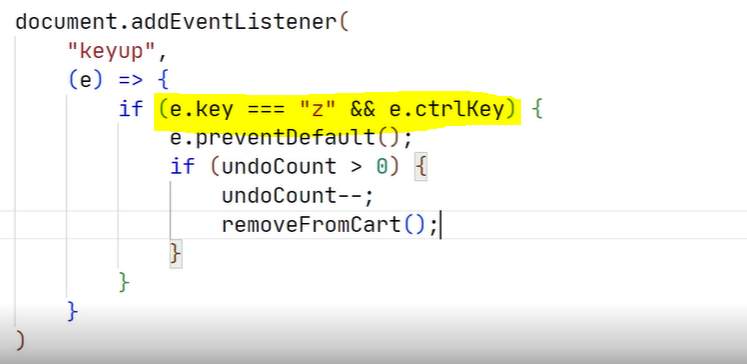 document.addEventListener(
"keyup",
(e) => {
if (e.key === "z" && e.ctrlKey) {
e.preventDefault();
if (undoCount > 0) {
undoCount--;
removeFromCart();
}
}
}
)